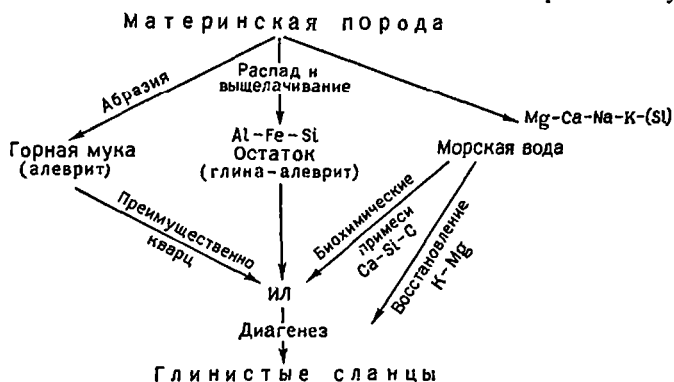 Материнская порода
Абразия
Распад и
выщелачивание
Mg-Ca-Na-K-(Si)
Морская вода
Горная мука
(алеврит)
Al-Fe-Si
Остаток
(глина-алеврит)
Преимущественно
кварц
Биохимические
примеси
Ca-Si-C
Восстановление
K-Mg
ИЛ
Диагенез
Глинистые сланцы